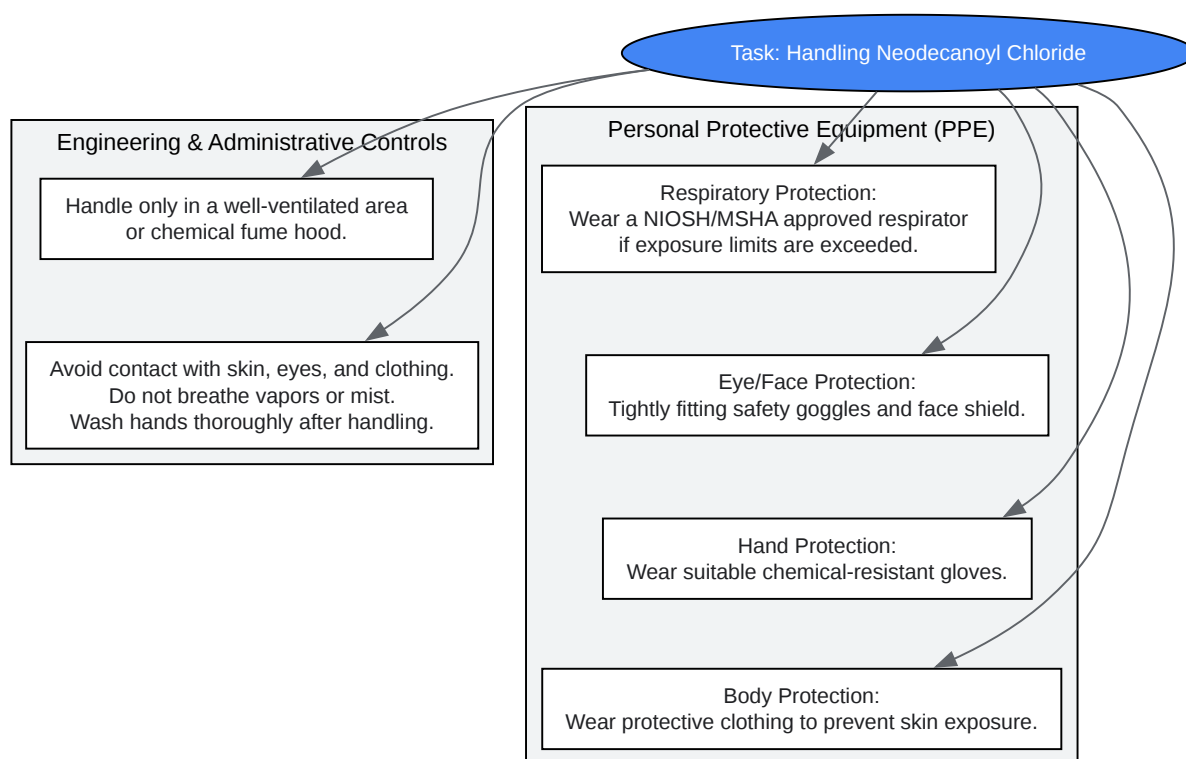 Task: Handling Neodecanoyl Chloride
Engineering & Administrative Controls
Handle only in a well-ventilated area
or chemical fume hood.
Avoid contact with skin, eyes, and clothing.
Do not breathe vapors or mist.
Wash hands thoroughly after handling.
Personal Protective Equipment (PPE)
Respiratory Protection:
Wear a NIOSH/MSHA approved respirator
if exposure limits are exceeded.
Eye/Face Protection:
Tightly fitting safety goggles and face shield.
Hand Protection:
Wear suitable chemical-resistant gloves.
Body Protection:
Wear protective clothing to prevent skin exposure.